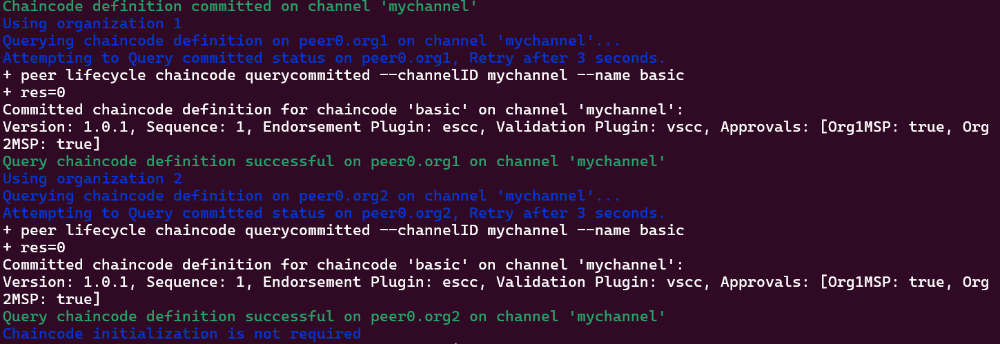 Chaincode definition committed on channel 'mychannel'
Using organization 1
Querying chaincode definition on peer0.org1 on channel 'mychannel'...
Attempting to Query committed status on peer0.org1, Retry after 3 seconds.
+ peer lifecycle chaincode querycommitted --channelID mychannel --name basic
+ res=0
Committed chaincode definition for chaincode 'basic' on channel 'mychannel':
Version: 1.0.1, Sequence: 1, Endorsement Plugin: escc, Validation Plugin: vscc, Approvals: [Org1MSP: true, Org
2MSP: true]
Query chaincode definition successful on peer0.org1 on channel 'mychannel'
Using organization 2
Querying chaincode definition on peer0.org2 on channel 'mychannel'...
Attempting to Query committed status on peer0.org2, Retry after 3 seconds.
+ peer lifecycle chaincode querycommitted --channelID mychannel --name basic
+ res=0
Committed chaincode definition for chaincode 'basic' on channel 'mychannel':
Version: 1.0.1, Sequence: 1, Endorsement Plugin: escc, Validation Plugin: vscc, Approvals: [Org1MSP: true, Org
2MSP: true]
Query chaincode definition successful on peer0.org2 on channel 'mychannel'
Chaincode initialization is not required